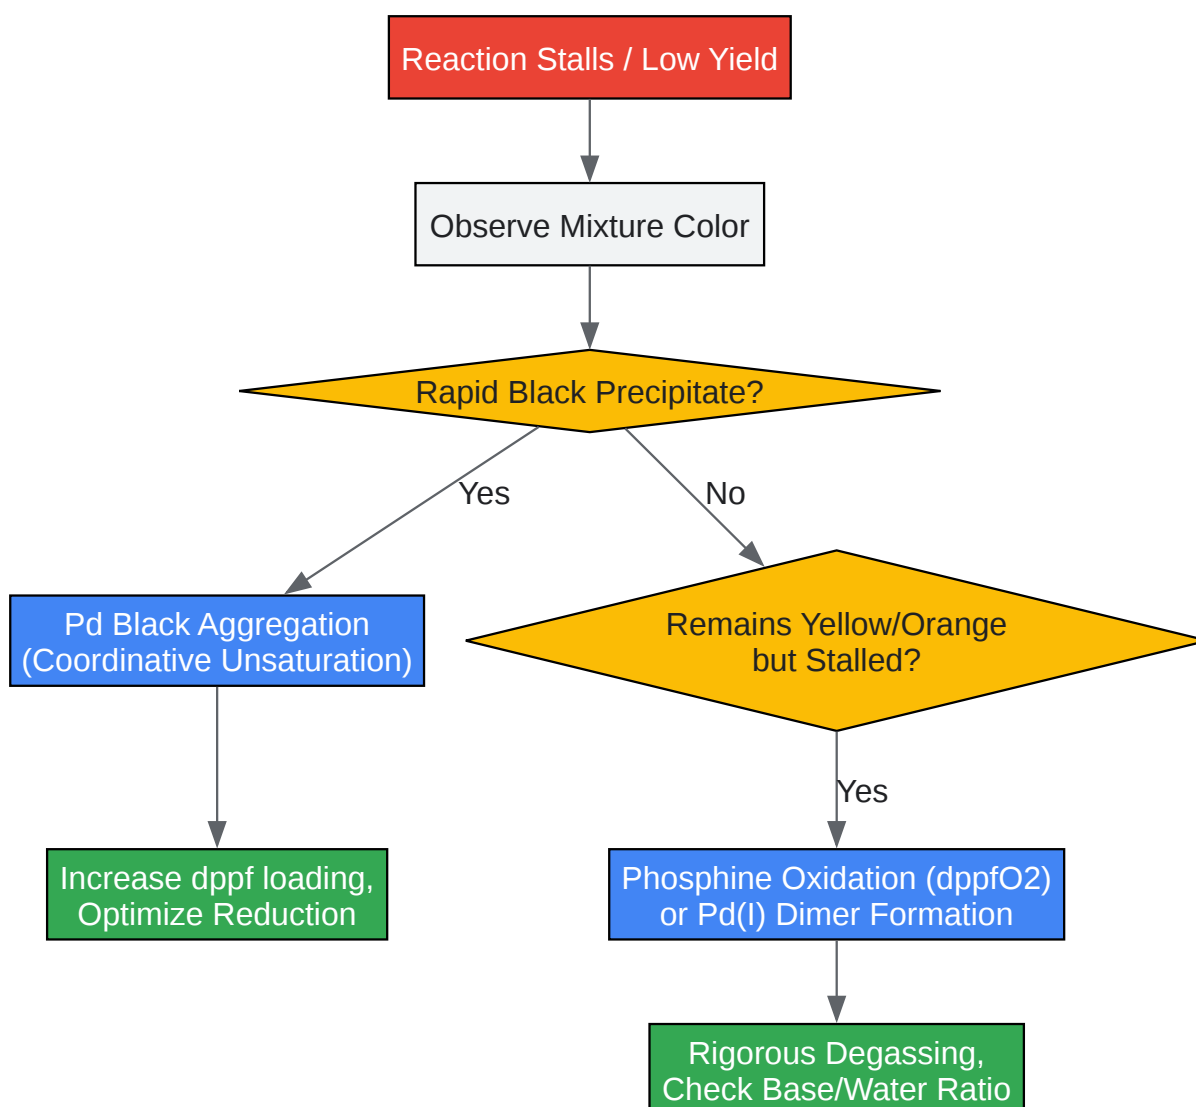 Reaction Stalls / Low Yield
Observe Mixture Color
Rapid Black Precipitate?
Yes
No
Pd Black Aggregation
(Coordinative Unsaturation)
Remains Yellow/Orange
but Stalled?
Yes
Increase dppf loading,
Optimize Reduction
Phosphine Oxidation (dppfO2)
or Pd(I) Dimer Formation
Rigorous Degassing,
Check Base/Water Ratio